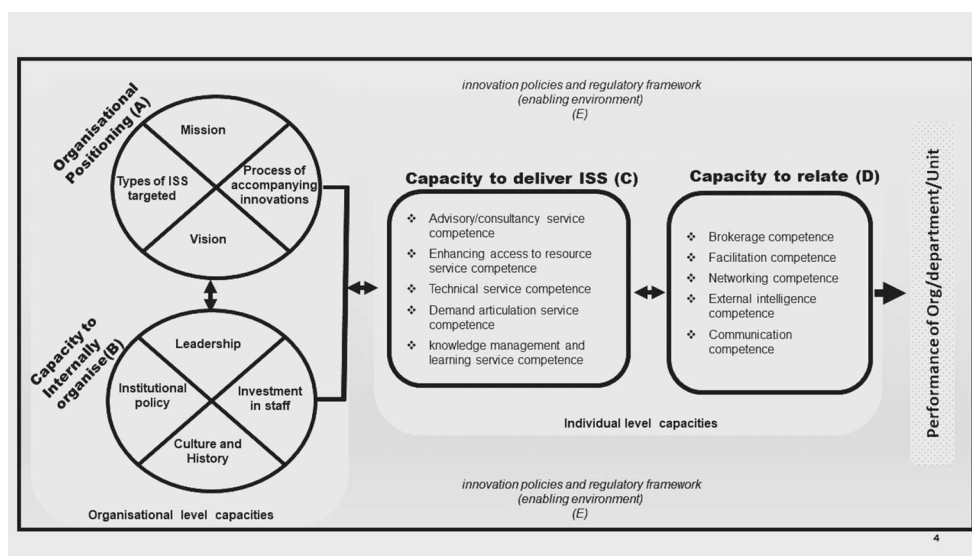 innovation policies and regulatory framework
(enabling environment)
(E)
Organisational
Positioning (A)
Mission
Types of ISS
targeted
Process of
accompanying
innovations
Vision
Capacity to
Internally
organise(B)
Leadership
Institutional
policy
Investment
in staff
Culture and
History
Organisational level capacities
Capacity to deliver ISS (C)
❖ Advisory/consultancy service
competence
❖ Enhancing access to resource
service competence
❖ Technical service competence
❖ Demand articulation service
competence
❖ knowledge management and
learning service competence
Capacity to relate (D)
❖ Brokerage competence
❖ Facilitation competence
❖ Networking competence
❖ External intelligence
competence
❖ Communication
competence
Individual level capacities
Performance of Org/department/Unit
innovation policies and regulatory framework
(enabling environment)
(E)
4